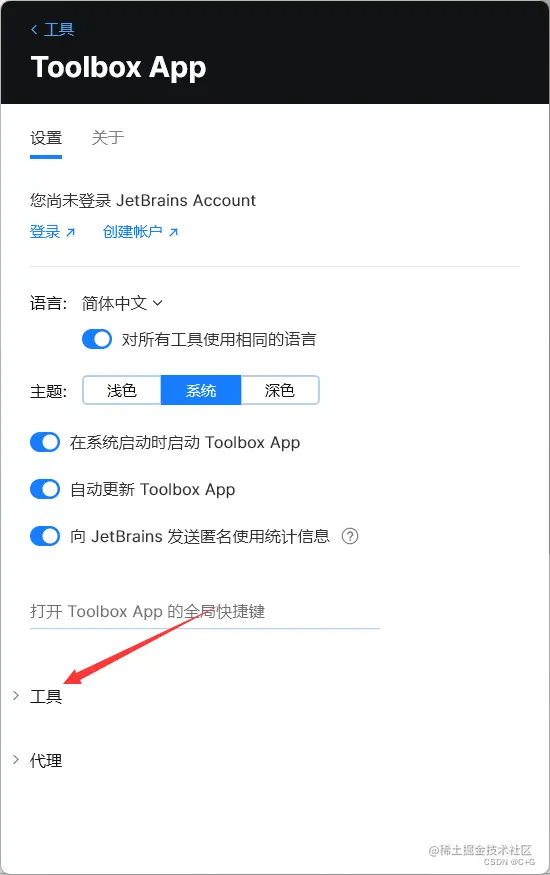 工具
Toolbox App
设置 关于
您尚未登录 JetBrains Account
登录 创建帐户
语言: 简体中文
对所有工具使用相同的语言
主题: 浅色 系统 深色
在系统启动时启动 Toolbox App
自动更新 Toolbox App
向 JetBrains 发送匿名使用统计信息 ?
打开 Toolbox App 的全局快捷键
工具
代理
@稀土掘金技术社区
CSDN @C+G